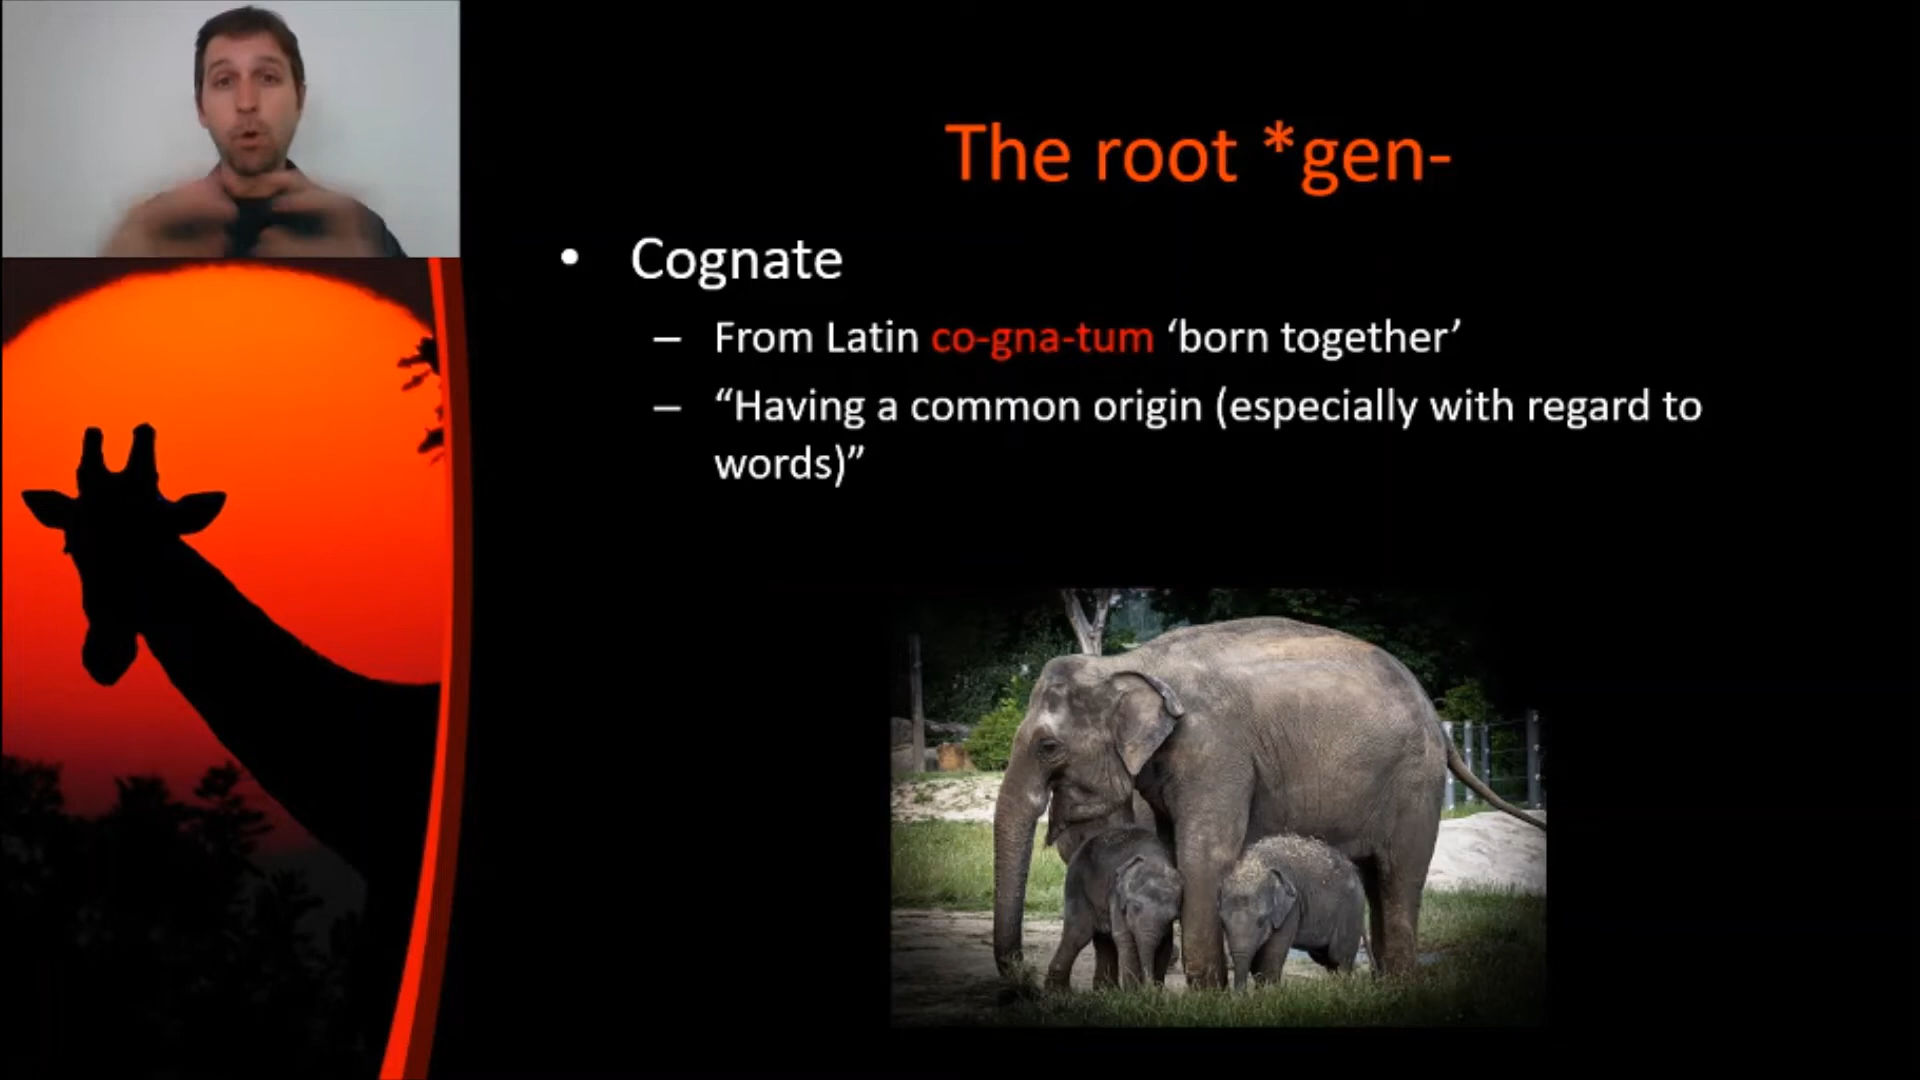 The root *gen-
• Cognate
– From Latin co-gna-tum ‘born together’
– “Having a common origin (especially with regard to
words)”